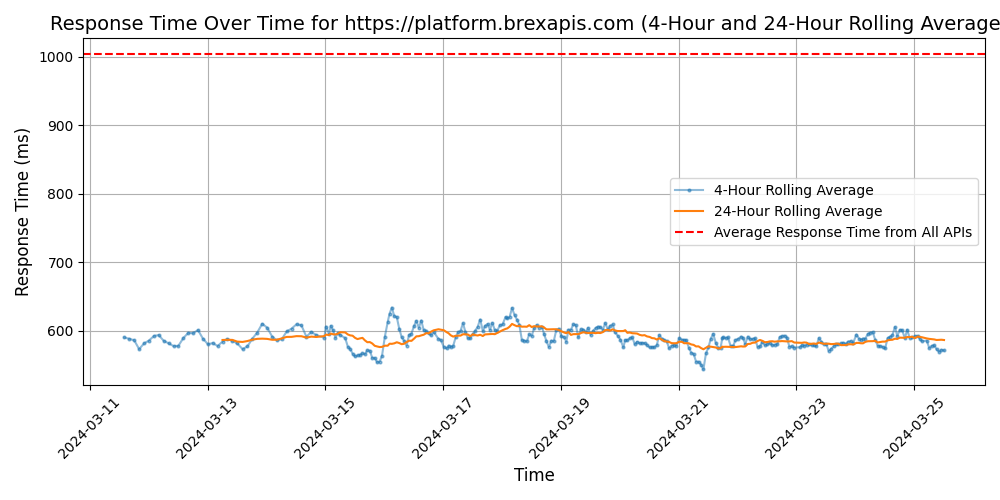 Response Time Over Time for https://platform.brexapis.com (4-Hour and 24-Hour Rolling Average
1000
900
800
700
600
Response Time (ms)
4-Hour Rolling Average
24-Hour Rolling Average
Average Response Time from All APIs
2024-03-11
2024-03-13
2024-03-15
2024-03-17
2024-03-19
2024-03-21
2024-03-23
2024-03-25
Time